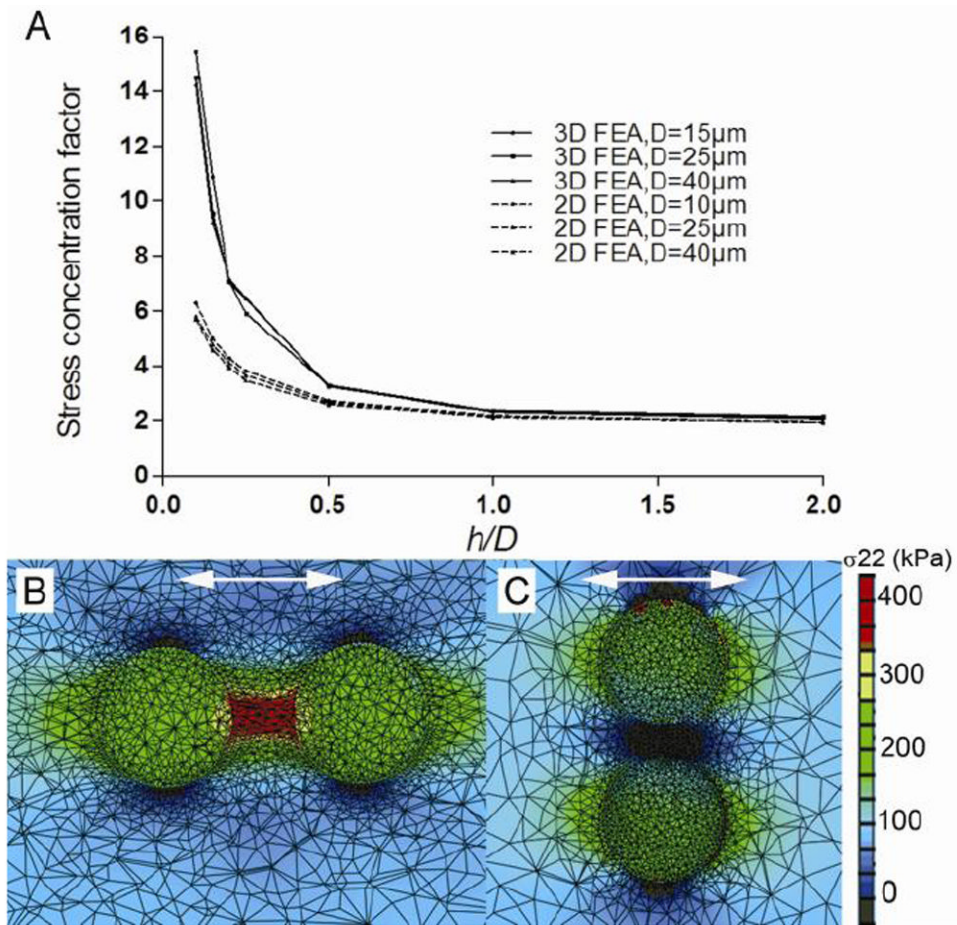 A
16
14
12
10
8
6
4
2
0
Stress concentration factor
3D FEA,D=15µm
3D FEA,D=25µm
3D FEA,D=40µm
2D FEA,D=10µm
2D FEA,D=25µm
2D FEA,D=40µm
0.0 0.5 1.0 1.5 2.0
h/D
B
C
σ22 (kPa)
400
300
200
100
0